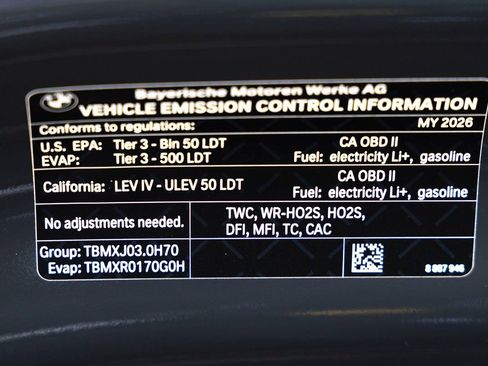 Bayerische Motoren Werke AG
VEHICLE EMISSION CONTROL INFORMATION
Conforms to regulations: MY 2026
U.S. EPA: Tier 3 - Bin 50 LDT CA OBD II
EVAP: Tier 3 - 500 LDT Fuel: electricity Li+, gasoline
California: LEV IV - ULEV 50 LDT CA OBD II
Fuel: electricity Li+, gasoline
No adjustments needed. TWC, WR-HO2S, HO2S,
DFI, MFI, TC, CAC
Group: TBMXJ03.0H70
Evap: TBMXR0170G0H
8 887 946